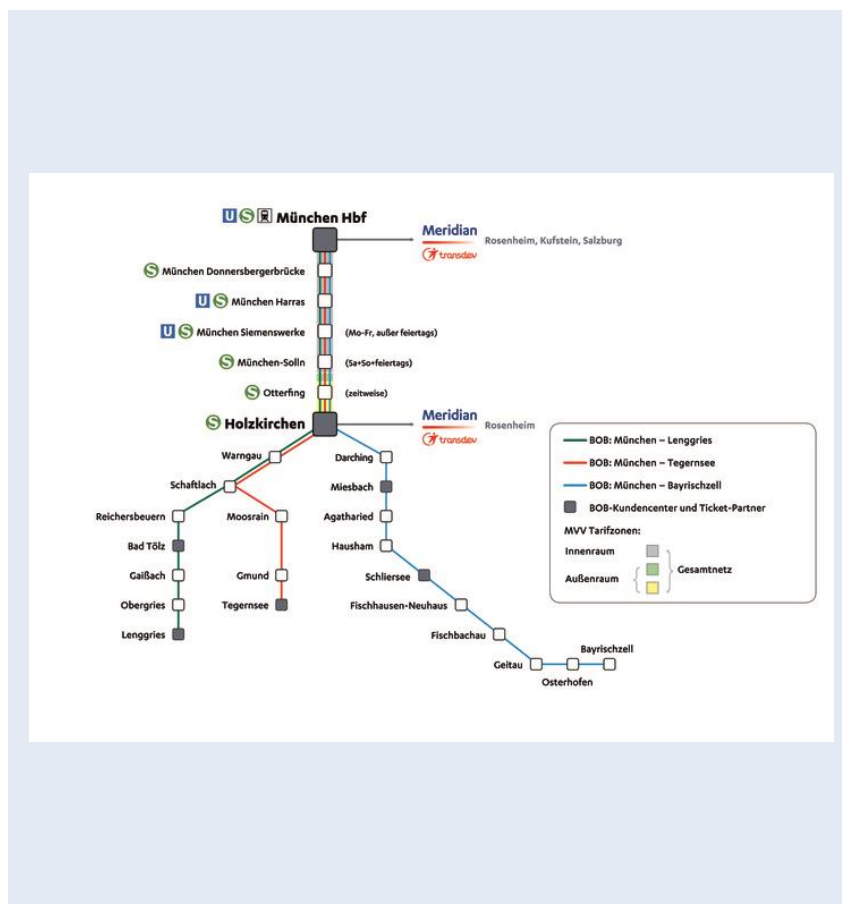 U S München Hbf
Meridian
transdev
Rosenheim, Kufstein, Salzburg
S München Donnersbergerbrücke
U S München Harras
U S München Siemenswerke
(Mo-Fr, außer feiertags)
S München-Solln
(Sa+So+feiertags)
S Otterfing
(zeitweise)
S Holzkirchen
Meridian
transdev
Rosenheim
Warngau
Schaftlach
Reichersbeuern
Bad Tölz
Gaißach
Obergries
Lenggries
Moosrain
Gmund
Tegernsee
Darching
Miesbach
Agatharied
Hausham
Schliersee
Fischhausen-Neuhaus
Fischbachau
Geitau
Osterhofen
Bayrischzell
BOB: München – Lenggries
BOB: München – Tegernsee
BOB: München – Bayrischzell
BOB-Kundencenter und Ticket-Partner
MVV Tarifzonen:
Innenraum
Außenraum
Gesamtnetz